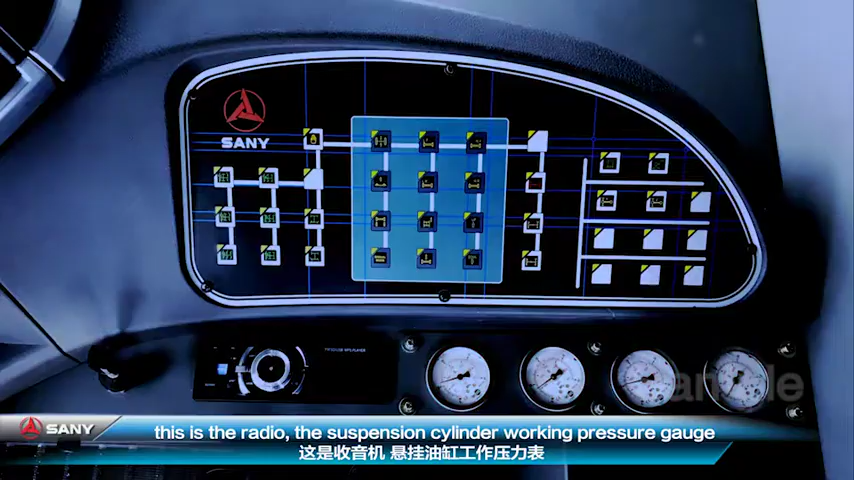 SANY
SANY
this is the radio, the suspension cylinder working pressure gauge
这是收音机 悬挂油缸工作压力表